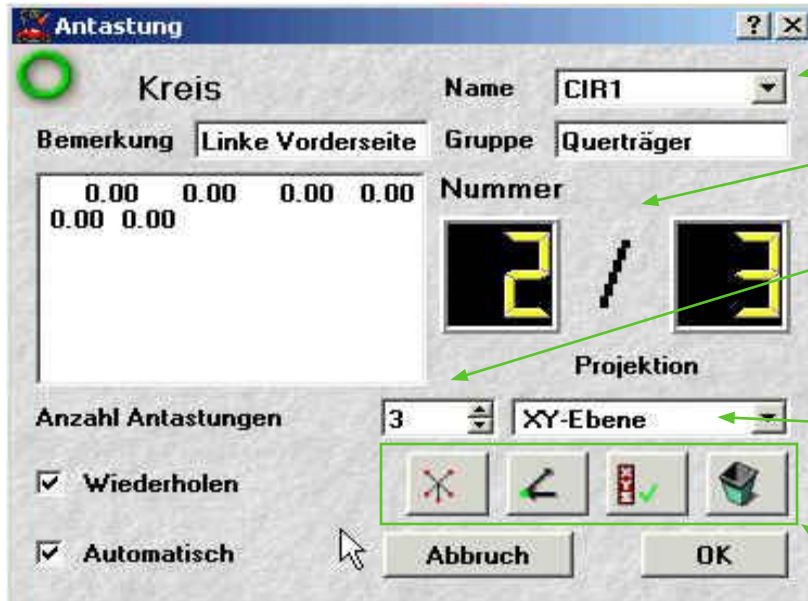 Antastung
Kreis
Name CIR1
Bemerkung Linke Vorderseite Gruppe Querträger
0.00 0.00 0.00 0.00
0.00 0.00
Nummer
2 / 3
Projektion
Anzahl Antastungen 3 XY-Ebene
Wiederholen
XYZ
Automatisch Abbruch OK